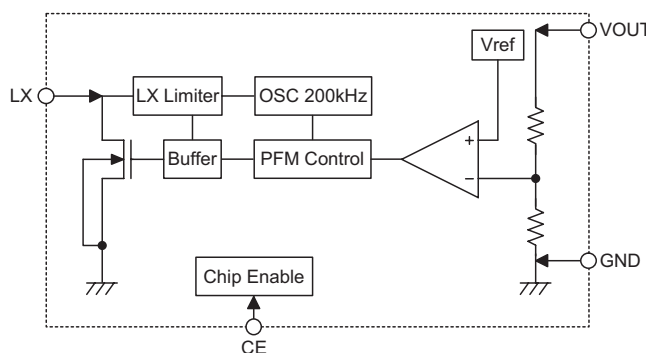 VOUT
Vref
LX
LX Limiter
OSC 200kHz
+
Buffer
PFM Control
−
GND
Chip Enable
CE